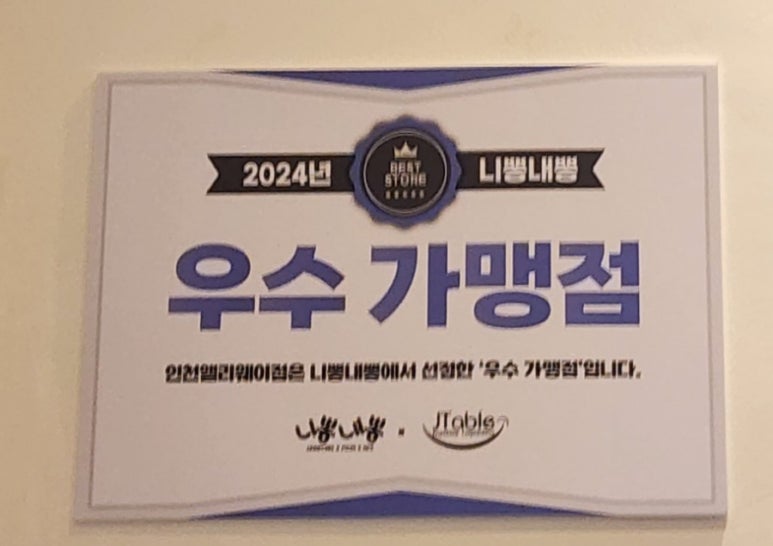 2024년 BEST STORE 니뽕내뽕
우수 가맹점
인천앨리웨이점은 니뽕내뽕에서 선정한 '우수 가맹점'입니다.
니뽕내뽕 × JTable